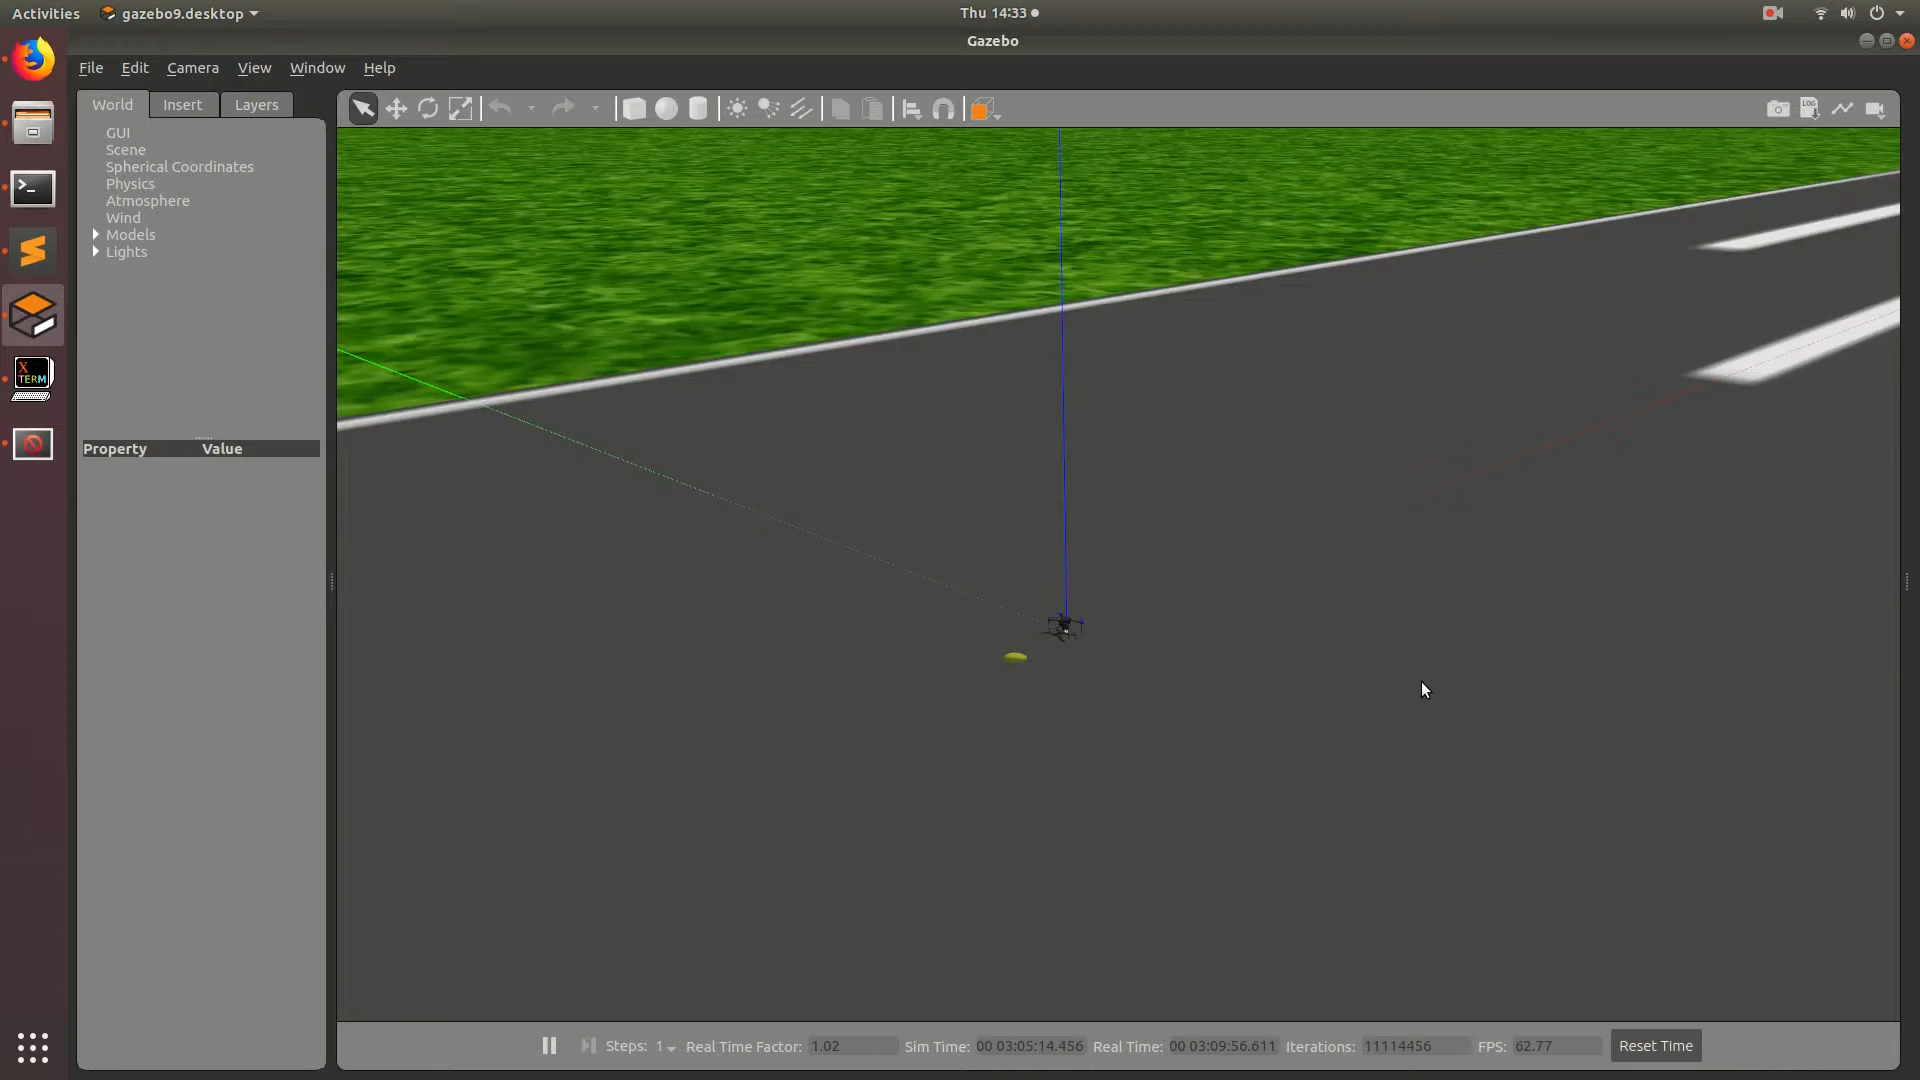 Activities gazebo9.desktop Thu 14:33
Gazebo
File Edit Camera View Window Help
World Insert Layers
LOG
GUI
Scene
Spherical Coordinates
Physics
Atmosphere
Wind
Models
Lights
X
TERM
Property Value
Steps: 1 Real Time Factor: 1.02 Sim Time: 00 03:05:14.456 Real Time: 00 03:09:56.611 Iterations: 11114456 FPS: 62.77 Reset Time